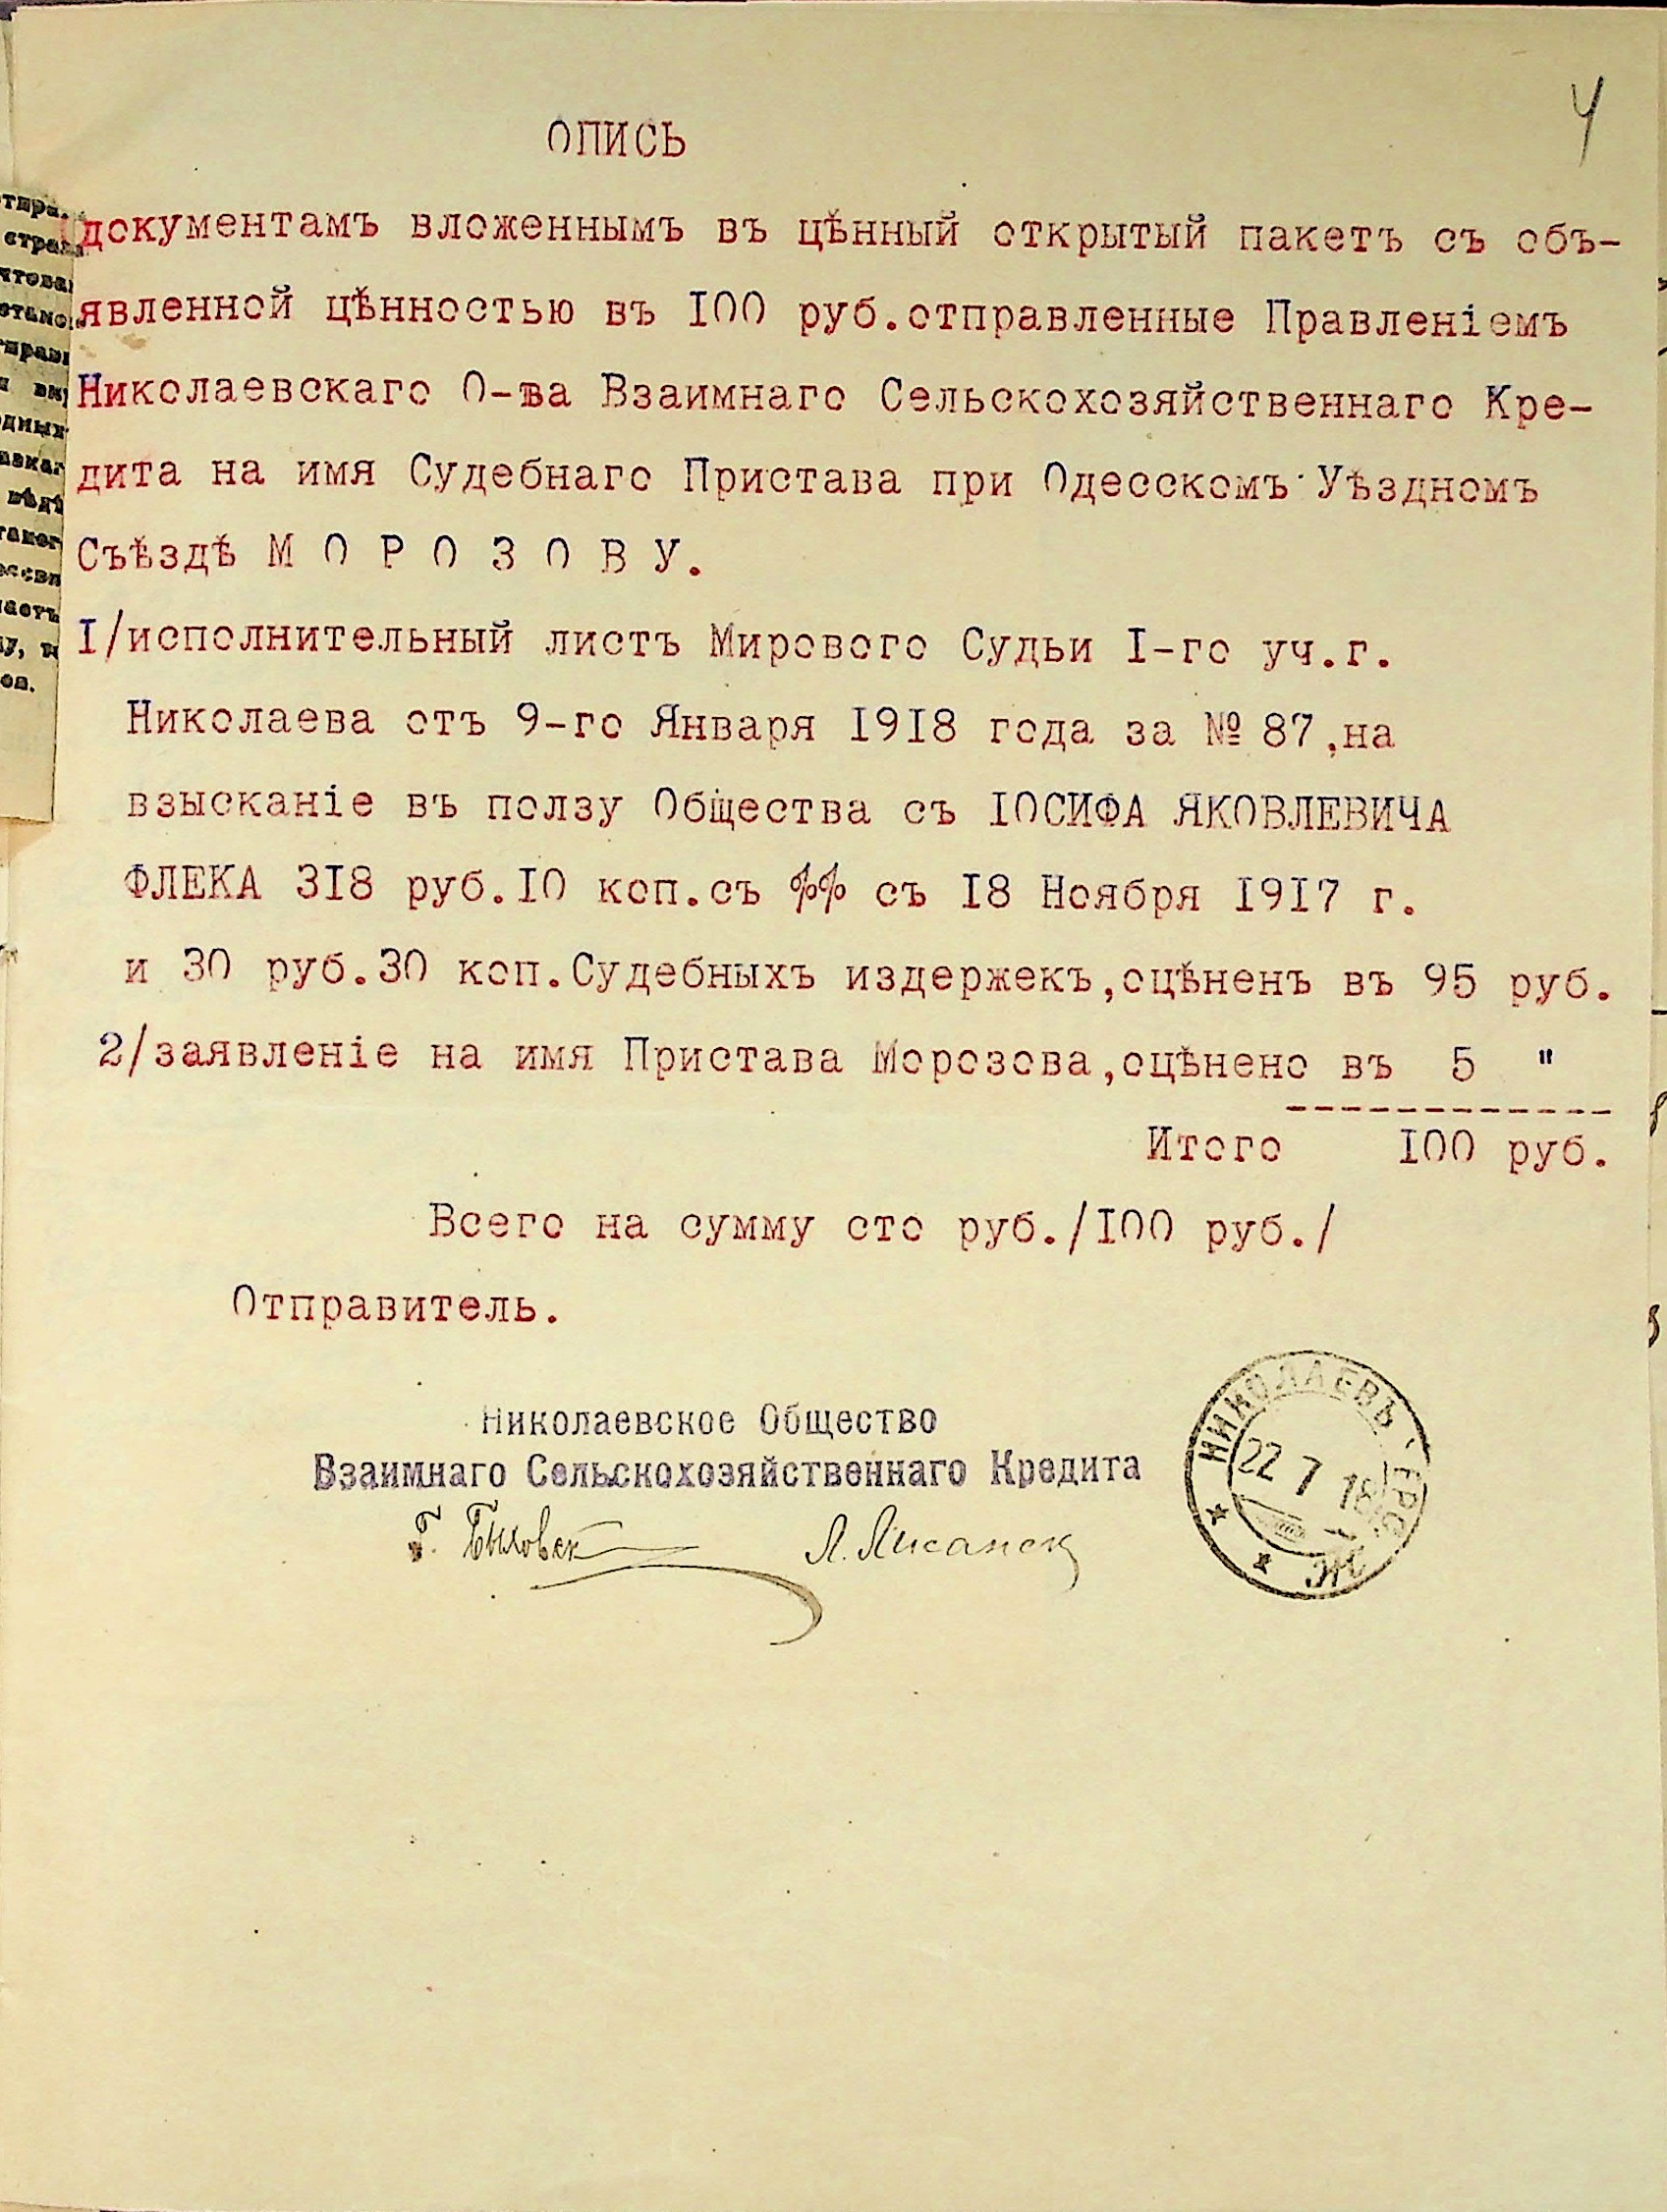 4
ОПИСЬ
документамъ вложеннымъ въ цѣнный открытый пакетъ съ объ-
явленной цѣнностью въ 100 руб.отправленные Правленіемъ
Николаевскаго О-ва Взаимнаго Сельскохозяйственнаго Кре-
дита на имя Судебнаго Пристава при Одесскомъ Уѣздномъ
Съѣздѣ М О Р О З О В У.
I/исполнительный листъ Мирового Судьи I-го уч.г.
Николаева отъ 9-го Января 1918 года за № 87,на
взысканіе въ ползу Общества съ ІОСИФА ЯКОВЛЕВИЧА
ФЛЕКА 318 руб.10 коп.съ %% съ 18 Ноября 1917 г.
и 30 руб.30 коп.Судебныхъ издержекъ,оцѣненъ въ 95 руб.
2/заявленіе на имя Пристава Морозова,оцѣнено въ 5 "
------------
Итого 100 руб.
Всего на сумму сто руб./100 руб./
Отправитель.
Николаевское Общество
Взаимнаго Сельскохозяйственнаго Кредита
НИКОЛАЕВЪ ХЕРС.
22 7 18
Ж